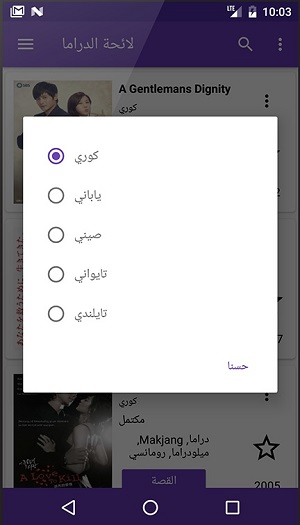 10:03
LTE
لائحة الدراما
A Gentlemans Dignity
كوري
كوري
ياباني
صيني
تايواني
تايلندي
حسنا
كوري
مكتمل
دراما, Makjang,
ميلودراما, رومانسي
القصة
2005